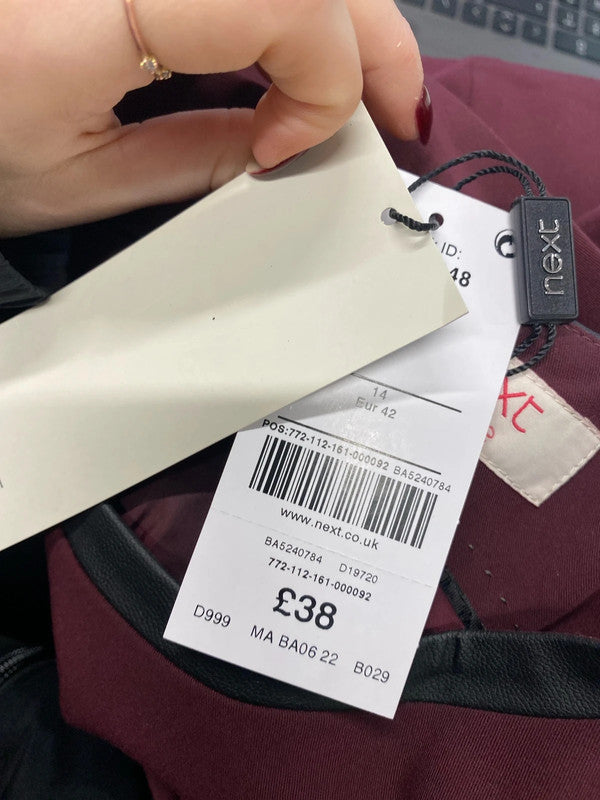 ID:
48
next
14
Eur 42
POS:772-112-161-000092 BA5240784
www.next.co.uk
BA5240784 D19720
772-112-161-000092
£38
D999 MA BA06 22 B029